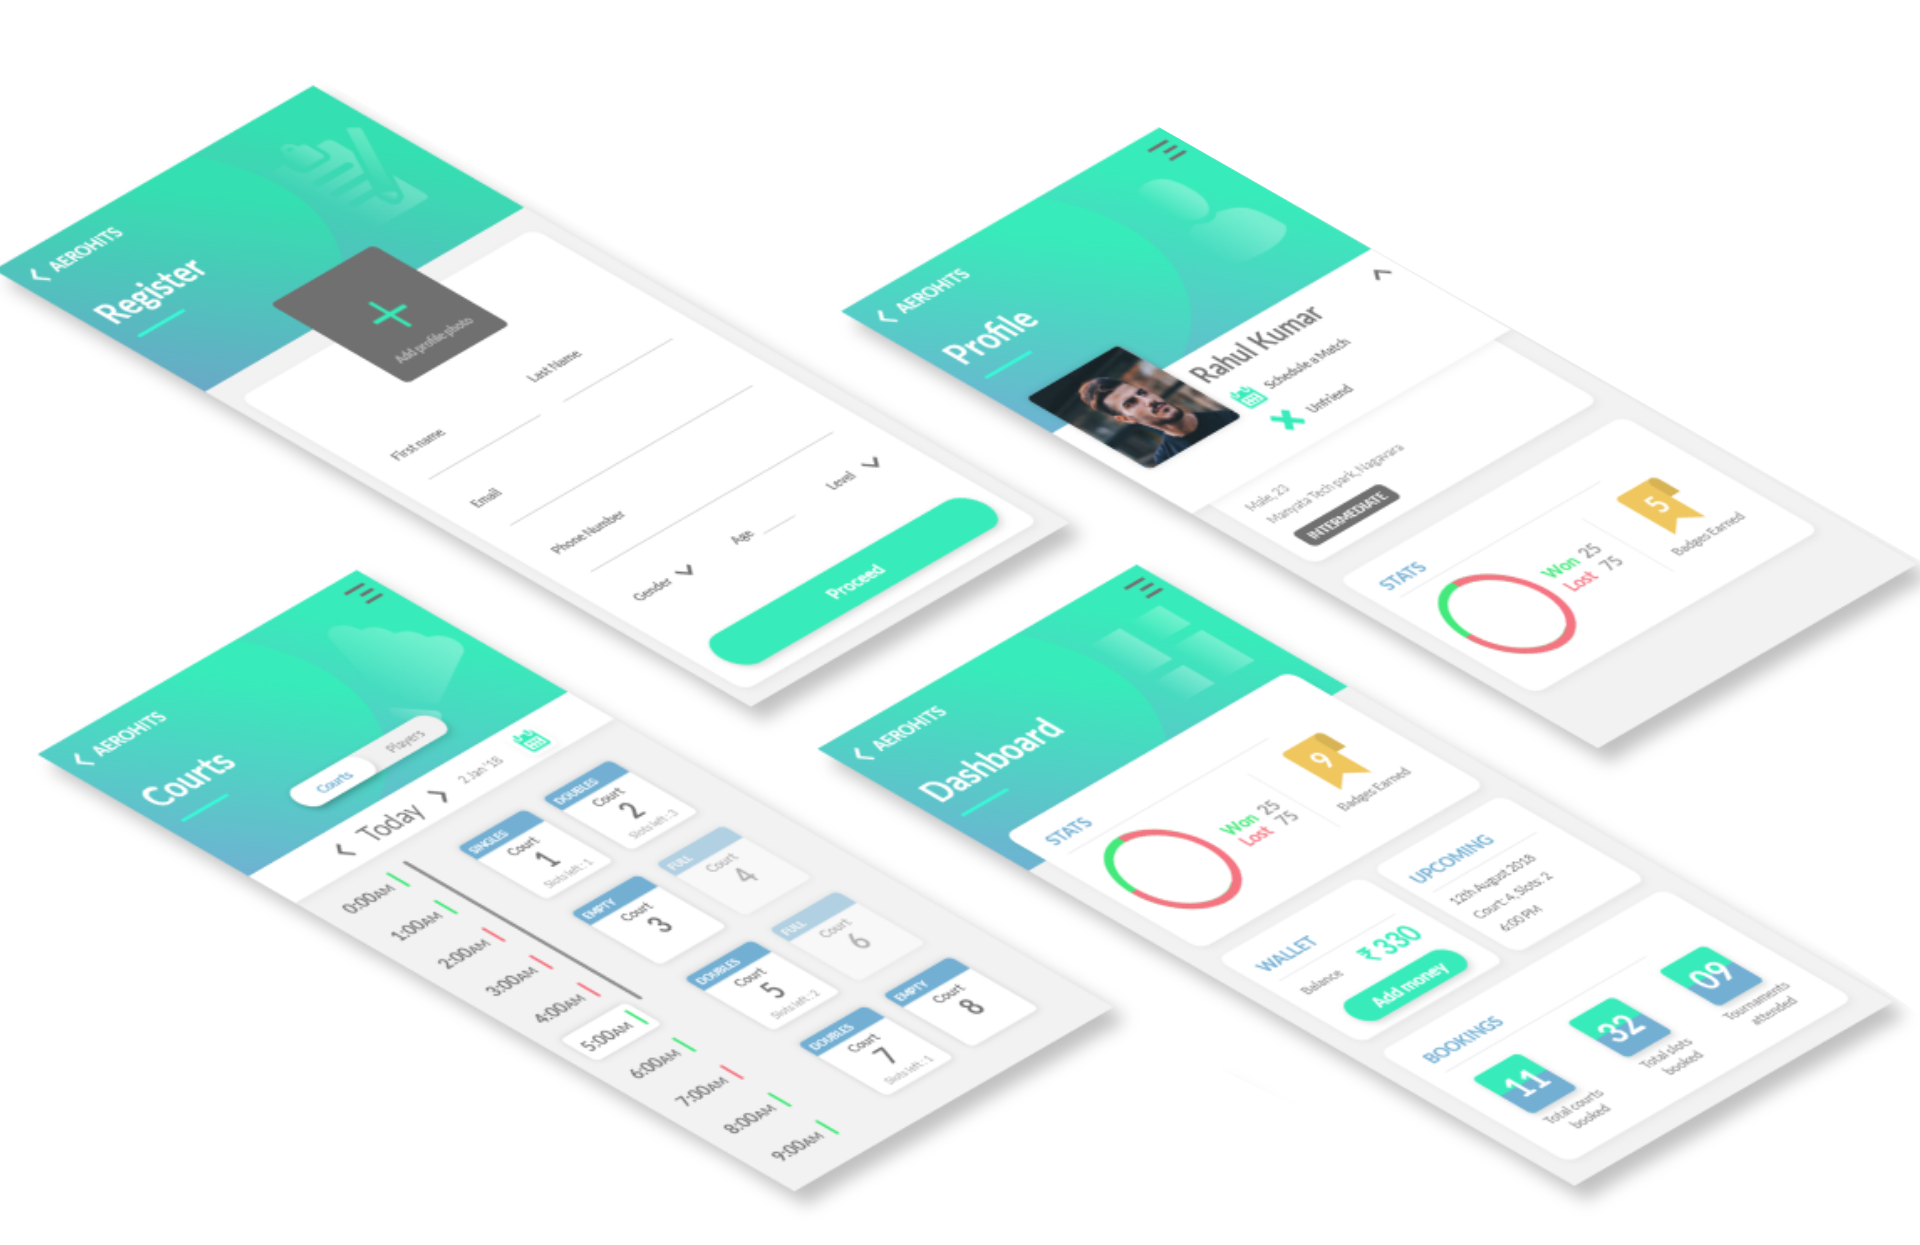 AEROHITS
Register
Add profile photo
First name
Last Name
Email
Phone Number
Gender
Age
Level
Proceed
AEROHITS
Profile
Rahul Kumar
Schedule a Match
Unfriend
Male, 23
Manyata Tech park, Nagavara
INTERMEDIATE
STATS
Won 25
Lost 75
5
Badges Earned
AEROHITS
Courts
Courts
Players
Today
2 Jan '18
0:00AM
1:00AM
2:00AM
3:00AM
4:00AM
5:00AM
6:00AM
7:00AM
8:00AM
9:00AM
SINGLES
Court
1
Slots left : 1
DOUBLES
Court
2
Slots left : 3
EMPTY
Court
3
FULL
Court
4
DOUBLES
Court
5
Slots left : 2
FULL
Court
6
DOUBLES
Court
7
Slots left : 1
EMPTY
Court
8
AEROHITS
Dashboard
STATS
Won 25
Lost 75
9
Badges Earned
WALLET
Balance
₹ 330
Add money
UPCOMING
12th August 2018
Court: 4, Slots: 2
6:00 PM
BOOKINGS
11
Total courts
booked
32
Total slots
booked
09
Tournaments
attended